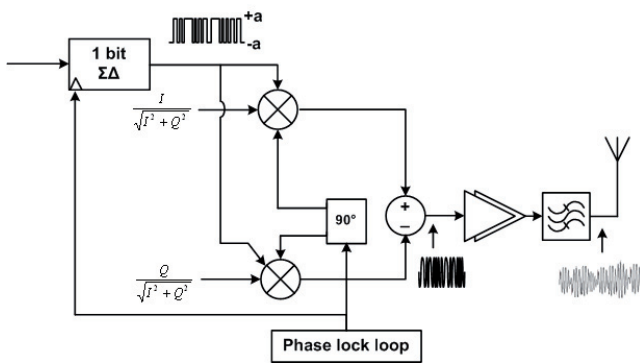 +a
-a
1 bit
ΣΔ
I
√I² + Q²
90°
+
−
Q
√I² + Q²
Phase lock loop